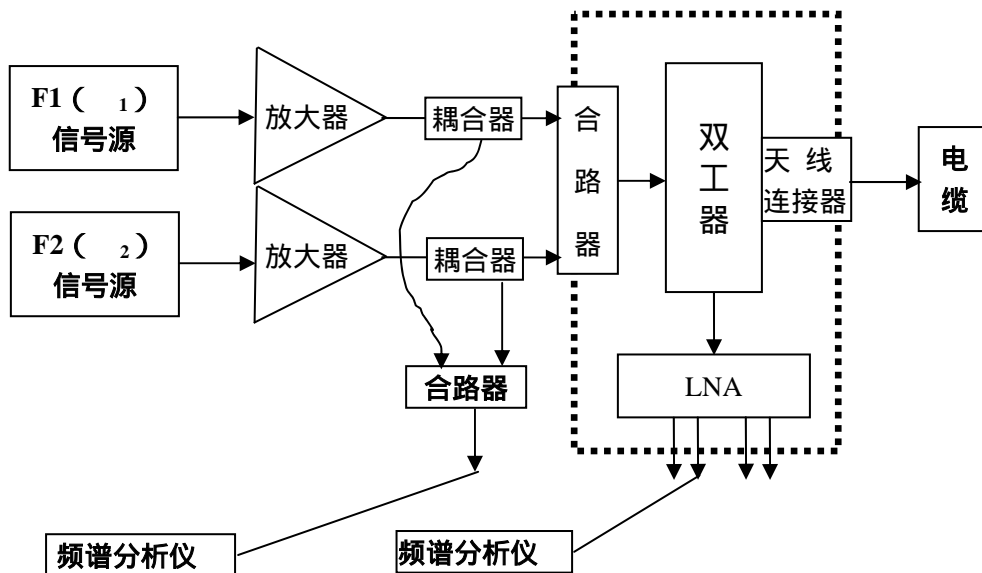 F1（ ₁）
信号源
放大器
耦合器
合
路
器
双
工
器
天 线
连接器
电
缆
F2（ ₂）
信号源
放大器
耦合器
合路器
LNA
频谱分析仪
频谱分析仪